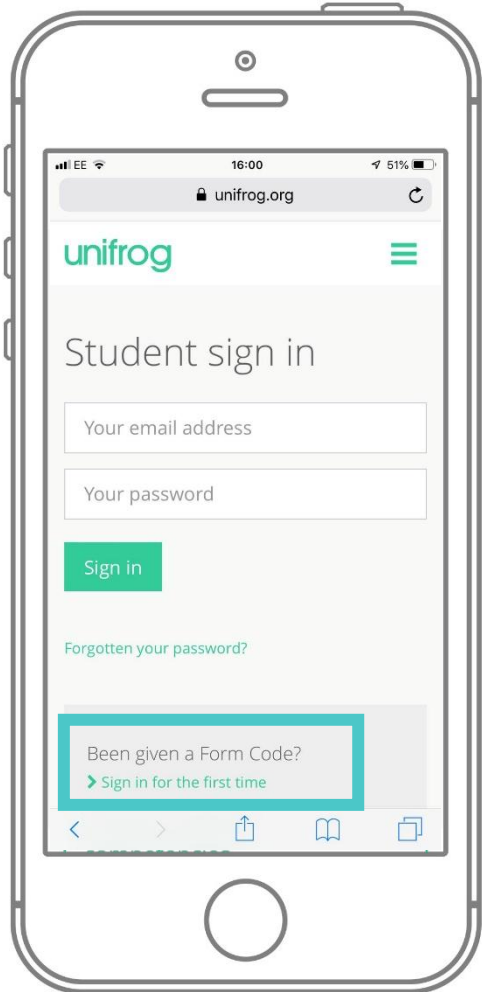 EE 16:00 51%
unifrog.org
unifrog
Student sign in
Your email address
Your password
Sign in
Forgotten your password?
Been given a Form Code?
Sign in for the first time